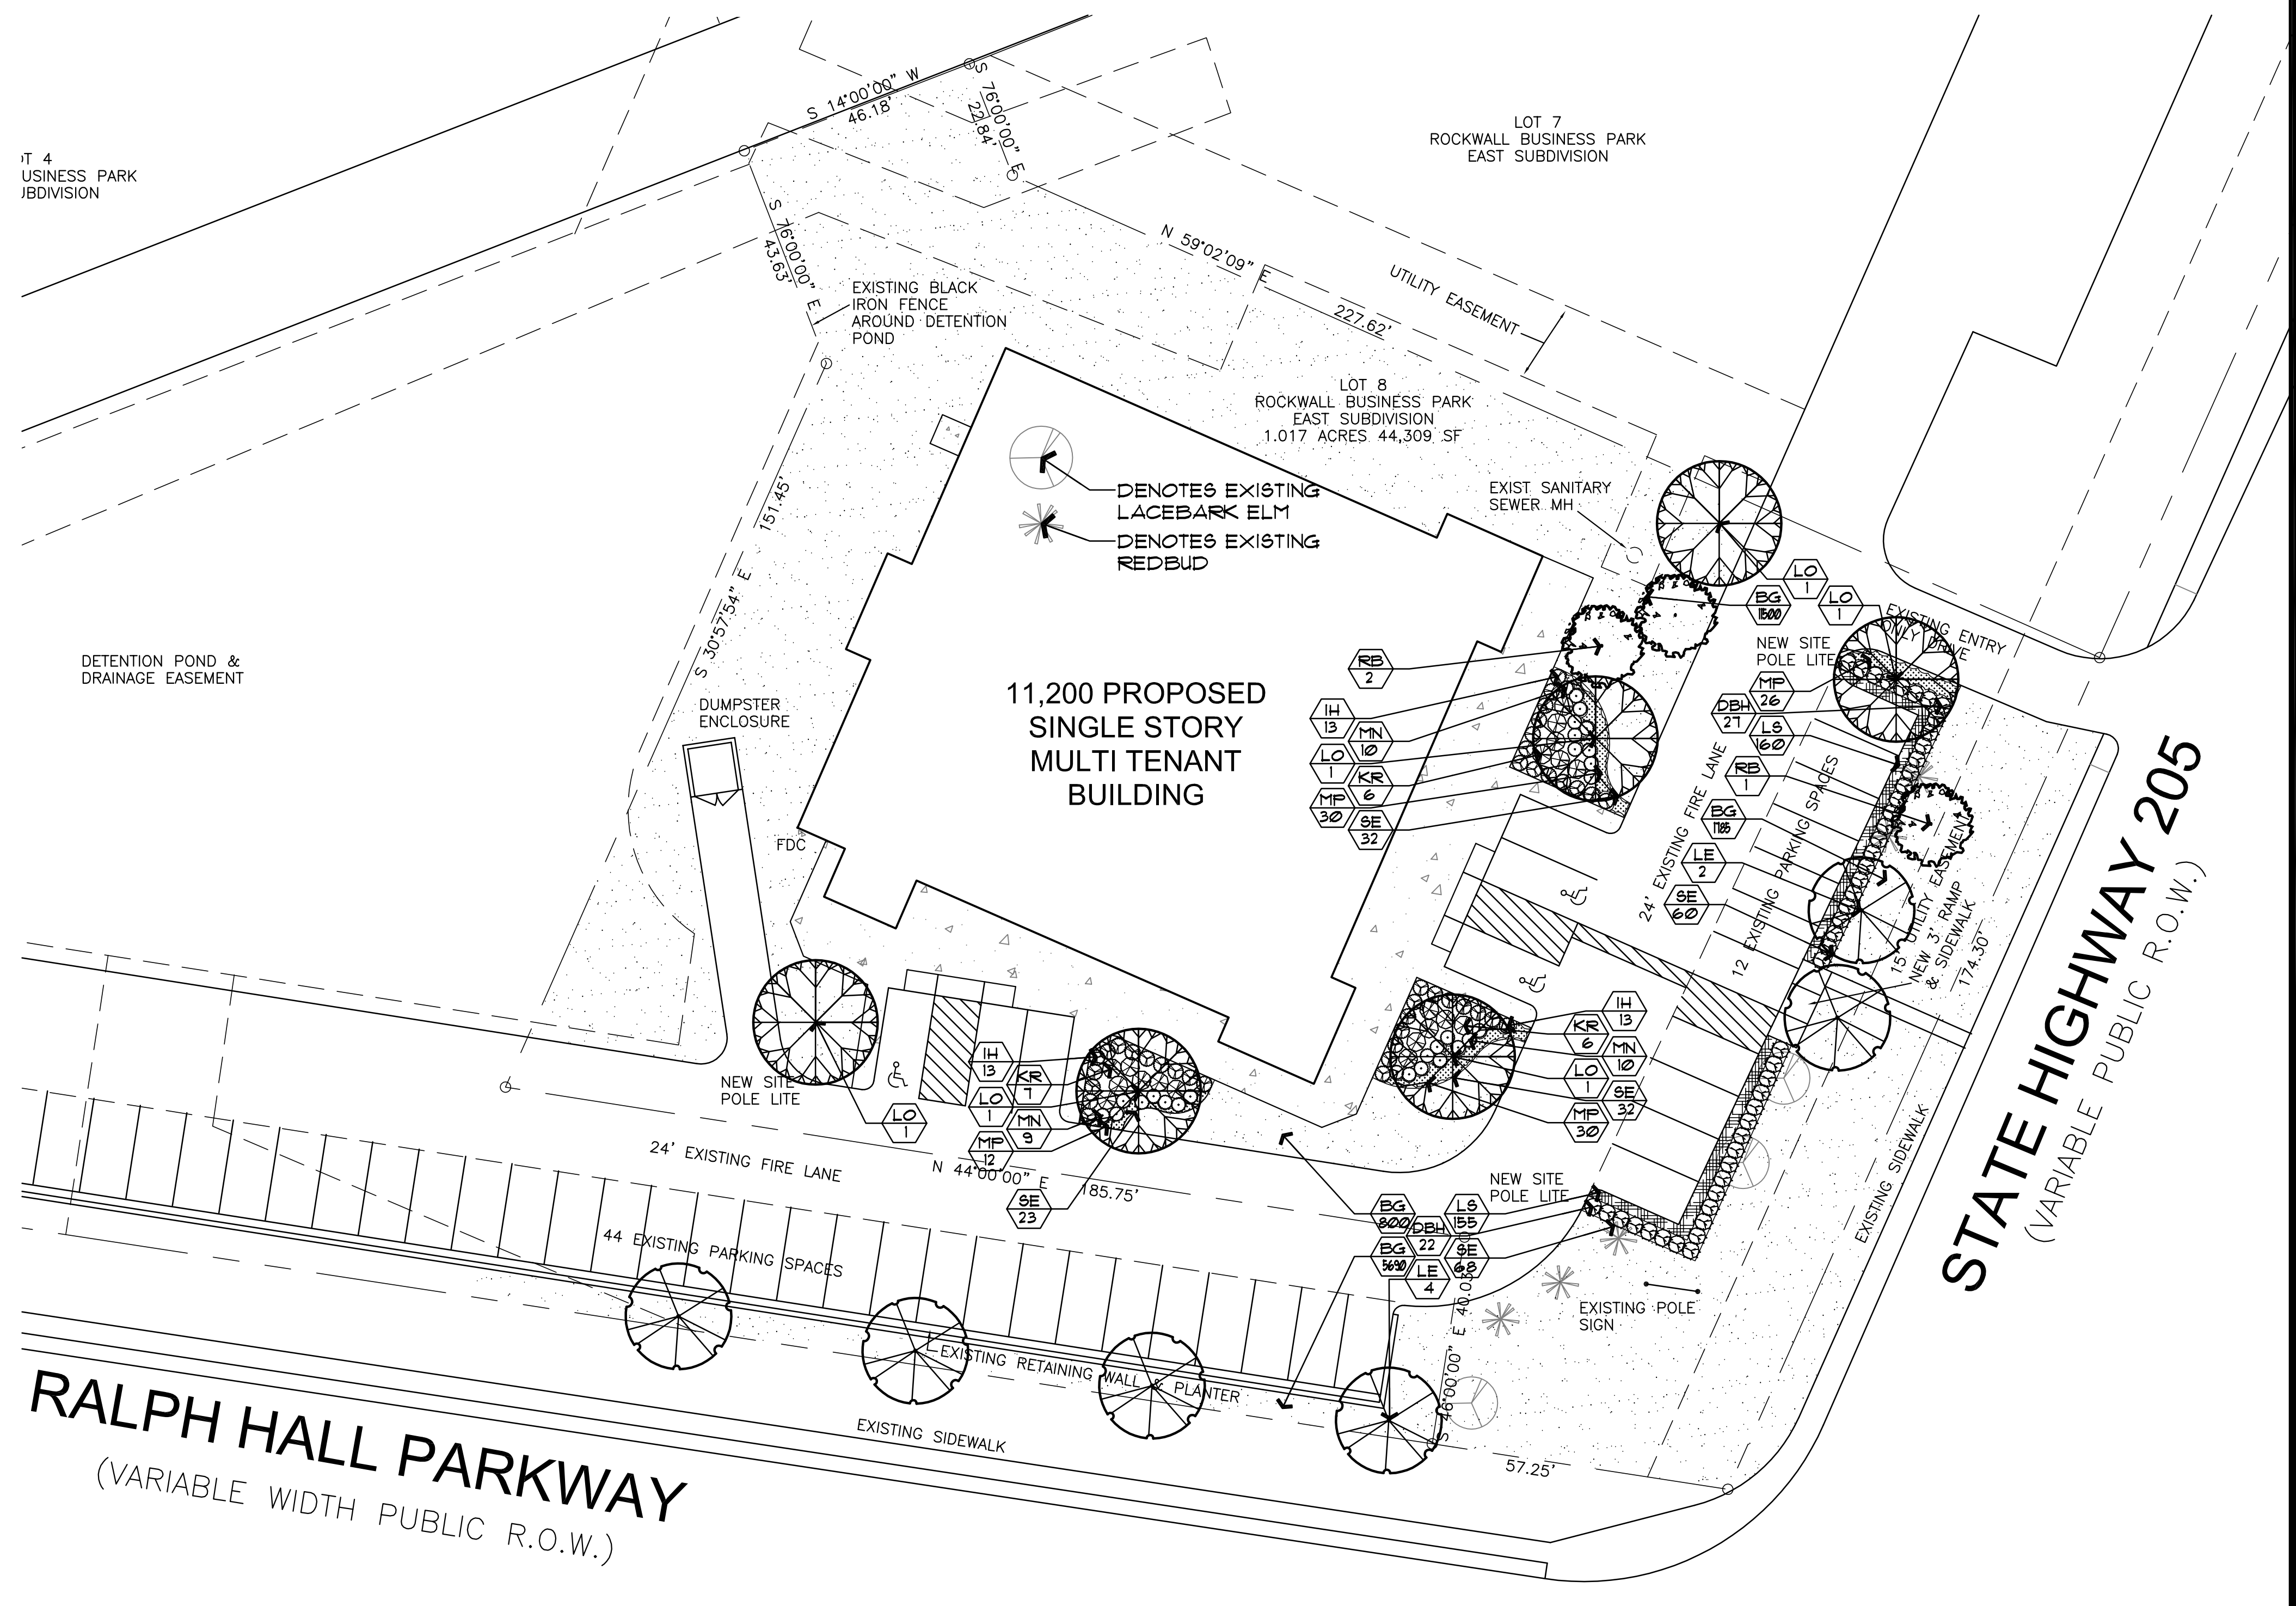 S 14°00'00" W
46.18'
S 76°00'00" E
22.84'
LOT 7
ROCKWALL BUSINESS PARK
EAST SUBDIVISION
T 4
USINESS PARK
UBDIVISION
S 76°00'00" E
43.63'
N 59°02'09" E
227.62'
UTILITY EASEMENT
EXISTING BLACK
IRON FENCE
AROUND DETENTION
POND
LOT 8
ROCKWALL BUSINESS PARK
EAST SUBDIVISION
1.017 ACRES 44,309 SF
DENOTES EXISTING
LACEBARK ELM
DENOTES EXISTING
REDBUD
EXIST SANITARY
SEWER MH
151.45'
S 30°57'54" E
LO
1
BG
1500
LO
1
EXISTING ENTRY
ONLY DRIVE
NEW SITE
POLE LITE
DETENTION POND &
DRAINAGE EASEMENT
DUMPSTER
ENCLOSURE
11,200 PROPOSED
SINGLE STORY
MULTI TENANT
BUILDING
RB
2
IH
13
MN
10
LO
1
KR
6
MP
30
SE
32
MP
26
DBH
27
LS
160
RB
1
BG
1785
LE
2
SE
60
FDC
24' EXISTING FIRE LANE
12 EXISTING PARKING SPACES
15' UTILITY EASEMENT
NEW 3' RAMP
& SIDEWALK
174.30'
STATE HIGHWAY 205
(VARIABLE PUBLIC R.O.W.)
EXISTING SIDEWALK
IH
13
KR
6
MN
10
LO
1
SE
32
MP
30
NEW SITE
POLE LITE
LO
1
IH
13
KR
7
LO
1
MN
9
MP
12
SE
23
24' EXISTING FIRE LANE
N 44°00'00" E
185.75'
44 EXISTING PARKING SPACES
NEW SITE
POLE LITE
BG
800
LS
155
DBH
22
BG
5690
SE
68
LE
4
EXISTING POLE
SIGN
S 46°00'00" E
EXISTING RETAINING WALL & PLANTER
EXISTING SIDEWALK
57.25'
RALPH HALL PARKWAY
(VARIABLE WIDTH PUBLIC R.O.W.)